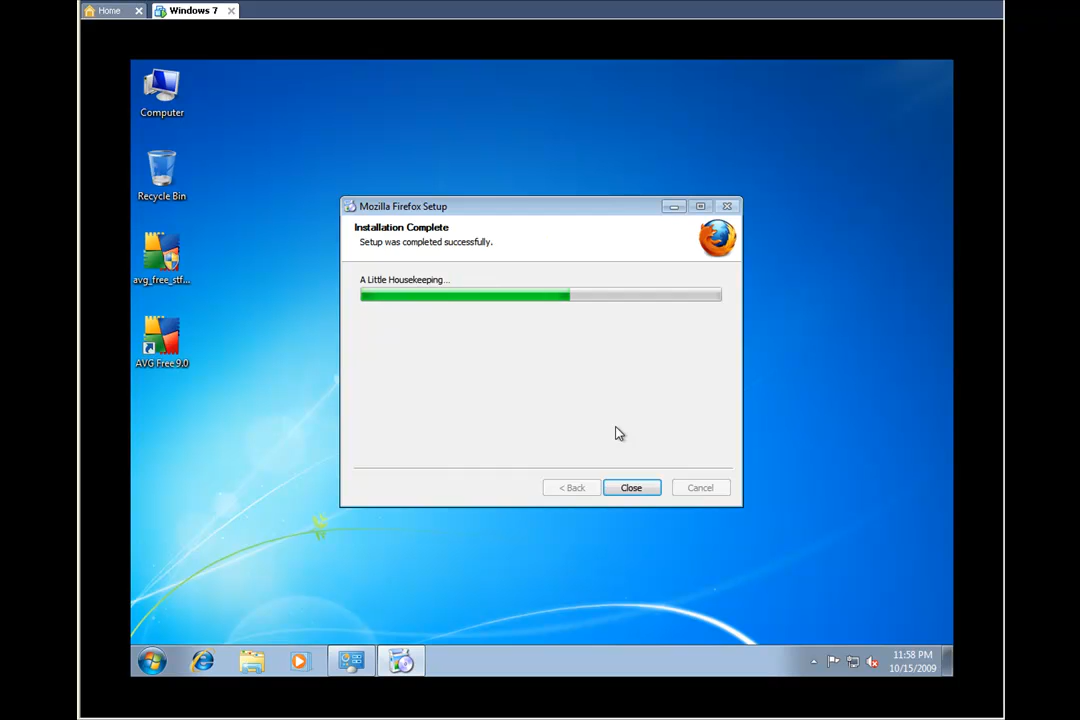 Home
Windows 7
Computer
Recycle Bin
avg_free_stf...
AVG Free 9.0
Mozilla Firefox Setup
Installation Complete
Setup was completed successfully.
A Little Housekeeping...
< Back
Close
Cancel
11:58 PM
10/15/2009